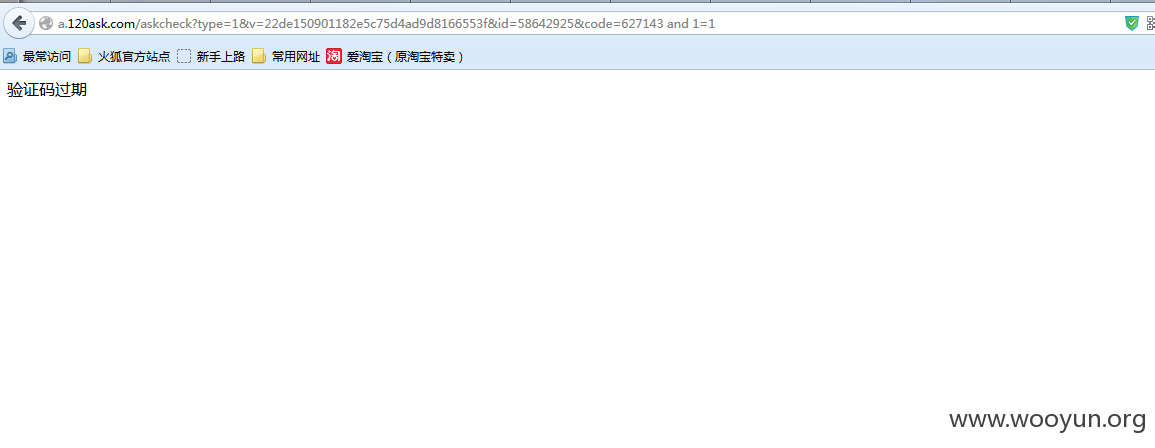 a.120ask.com/askcheck?type=1&v=22de150901182e5c75d4ad9d8166553f&id=58642925&code=627143 and 1=1
最常访问 火狐官方站点 新手上路 常用网址 淘 爱淘宝（原淘宝特卖）
验证码过期
www.wooyun.org